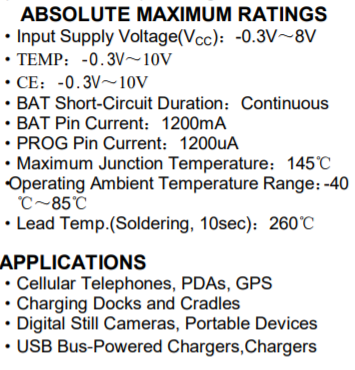 ABSOLUTE MAXIMUM RATINGS
· Input Supply Voltage(VCC)：-0.3V～8V
· TEMP：-0.3V～10V
· CE：-0.3V～10V
· BAT Short-Circuit Duration：Continuous
· BAT Pin Current：1200mA
· PROG Pin Current：1200uA
· Maximum Junction Temperature：145℃
·Operating Ambient Temperature Range：-40
℃～85℃
· Lead Temp.(Soldering, 10sec)：260℃
APPLICATIONS
· Cellular Telephones, PDAs, GPS
· Charging Docks and Cradles
· Digital Still Cameras, Portable Devices
· USB Bus-Powered Chargers,Chargers